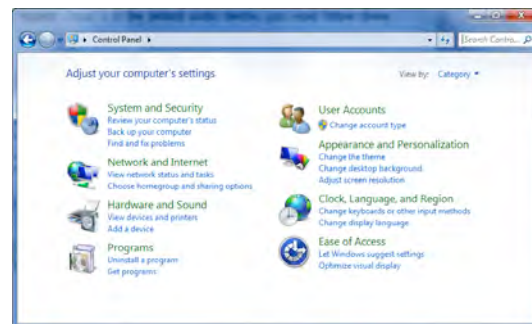 Control Panel
Search Contro...
Adjust your computer's settings
View by: Category
System and Security
Review your computer's status
Back up your computer
Find and fix problems
Network and Internet
View network status and tasks
Choose homegroup and sharing options
Hardware and Sound
View devices and printers
Add a device
Programs
Uninstall a program
Get programs
User Accounts
Change account type
Appearance and Personalization
Change the theme
Change desktop background
Adjust screen resolution
Clock, Language, and Region
Change keyboards or other input methods
Change display language
Ease of Access
Let Windows suggest settings
Optimize visual display